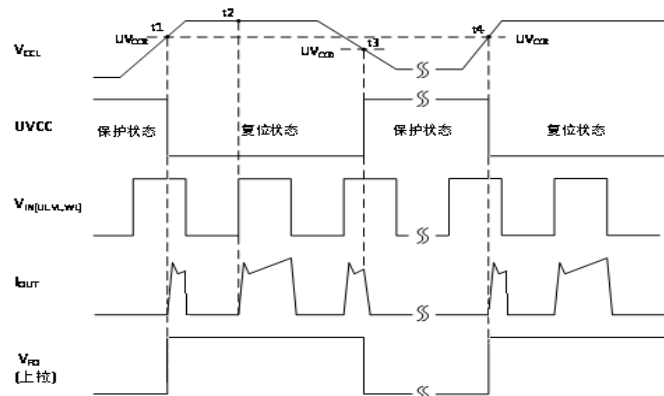 t1
t2
UVCCR
t3
UVCCD
t4
UVCCR
VCCL
UVCC
保护状态
复位状态
保护状态
复位状态
VIN[UL,VL,WL]
IOUT
VFO
(上拉)